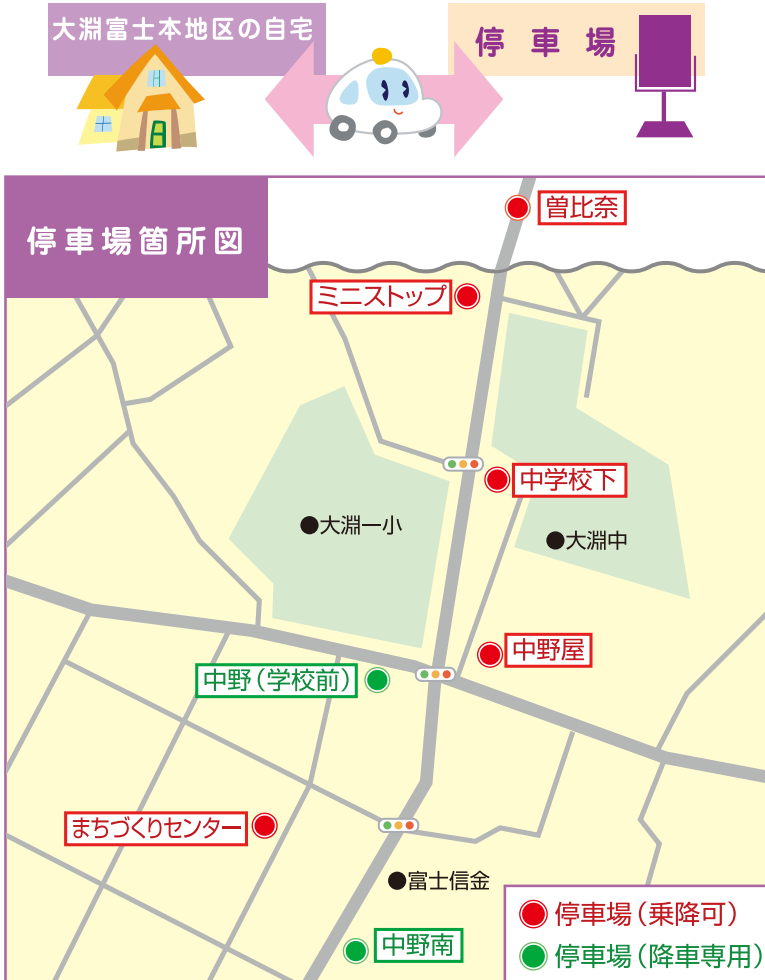 大淵富士本地区の自宅
停車場
停車場箇所図
曽比奈
ミニストップ
中学校下
●大淵一小
●大淵中
中野屋
中野（学校前）
まちづくりセンター
●富士信金
中野南
停車場（乗降可）
停車場（降車専用）